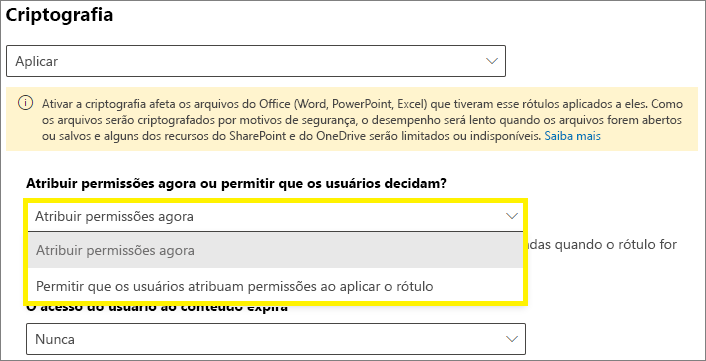 Criptografia
Aplicar
Ativar a criptografia afeta os arquivos do Office (Word, PowerPoint, Excel) que tiveram esse rótulos aplicados a eles. Como
os arquivos serão criptografados por motivos de segurança, o desempenho será lento quando os arquivos forem abertos
ou salvos e alguns dos recursos do SharePoint e do OneDrive serão limitados ou indisponíveis. Saiba mais
Atribuir permissões agora ou permitir que os usuários decidam?
Atribuir permissões agora
Atribuir permissões agora
das quando o rótulo for
Permitir que os usuários atribuam permissões ao aplicar o rótulo
O acesso do usuário ao conteúdo expira
Nunca